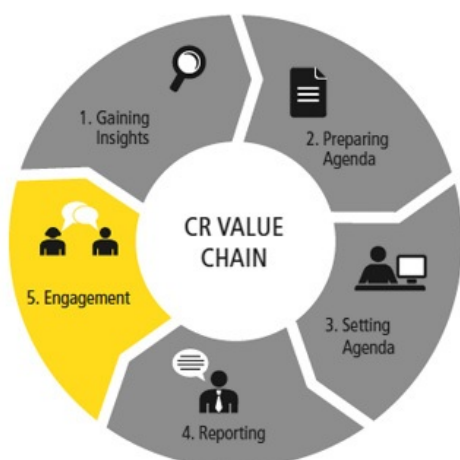 CR VALUE
CHAIN
1. Gaining
Insights
2. Preparing
Agenda
3. Setting
Agenda
4. Reporting
5. Engagement